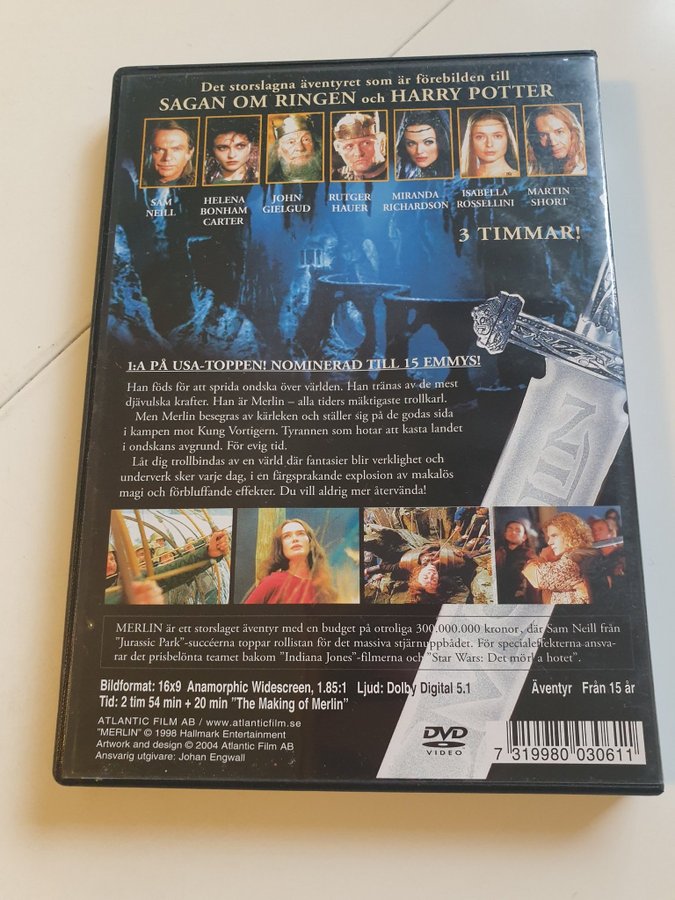 Det storslagna äventyret som är förebilden till
SAGAN OM RINGEN och HARRY POTTER
SAM NEILL
HELENA BONHAM CARTER
JOHN GIELGUD
RUTGER HAUER
MIRANDA RICHARDSON
ISABELLA ROSSELLINI
MARTIN SHORT
3 TIMMAR!
1:A PÅ USA-TOPPEN! NOMINERAD TILL 15 EMMYS!
Han föds för att sprida ondska över världen. Han tränas av de mest
djävulska krafter. Han är Merlin – alla tiders mäktigaste trollkarl.
Men Merlin besegras av kärleken och ställer sig på de godas sida
i kampen mot Kung Vortigern. Tyrannen som hotar att kasta landet
i ondskans avgrund. För evig tid.
Låt dig trollbindas av en värld där fantasier blir verklighet och
underverk sker varje dag, i en färgsprakande explosion av makalös
magi och förbluffande effekter. Du vill aldrig mer återvända!
MERLIN är ett storslaget äventyr med en budget på otroliga 300.000.000 kronor, där Sam Neill från
"Jurassic Park"-succéerna toppar rollistan för det massiva stjärnuppbådet. För specialeffekterna ansva-
rar det prisbelönta teamet bakom "Indiana Jones"-filmerna och "Star Wars: Det mörka hotet".
Bildformat: 16x9 Anamorphic Widescreen, 1.85:1 Ljud: Dolby Digital 5.1 Äventyr Från 15 år
Tid: 2 tim 54 min + 20 min "The Making of Merlin"
ATLANTIC FILM AB / www.atlanticfilm.se
"MERLIN" © 1998 Hallmark Entertainment
Artwork and design © 2004 Atlantic Film AB
Ansvarig utgivare: Johan Engwall
DVD
VIDEO
7 319980 030611